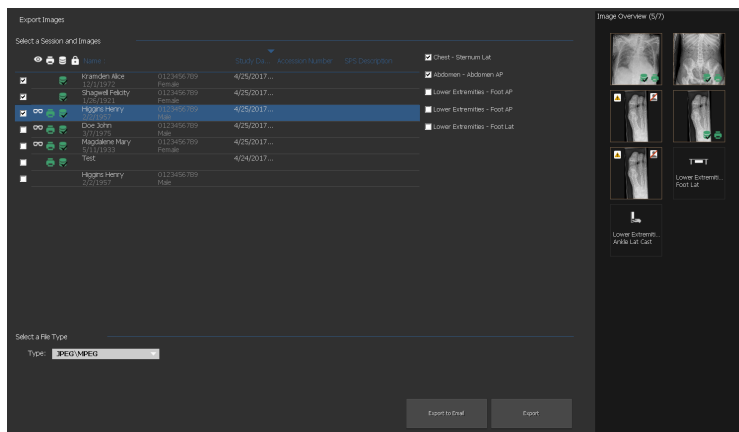 Export Images
Image Overview (5/7)
Select a Session and Images
Name Study Da... Accession Number SPS Description
Kramden Alice 0123456789 4/25/2017...
12/1/1972 Female
Shagwell Felicity 0123456789 4/25/2017...
1/26/1921 Female
Higgins Henry 0123456789 4/25/2017...
2/2/1957 Male
Doe John 0123456789 4/25/2017...
3/7/1975 Male
Magdalene Mary 0123456789 4/25/2017...
5/11/1933 Female
Test 4/24/2017...
Higgins Henry 0123456789
2/2/1957 Male
Chest - Sternum Lat
Abdomen - Abdomen AP
Lower Extremities - Foot AP
Lower Extremities - Foot AP
Lower Extremities - Foot Lat
Lower Extremiti...
Foot Lat
Lower Extremiti...
Ankle Lat Cast
Select a File Type
Type: JPEG\MPEG
Export to Email
Export